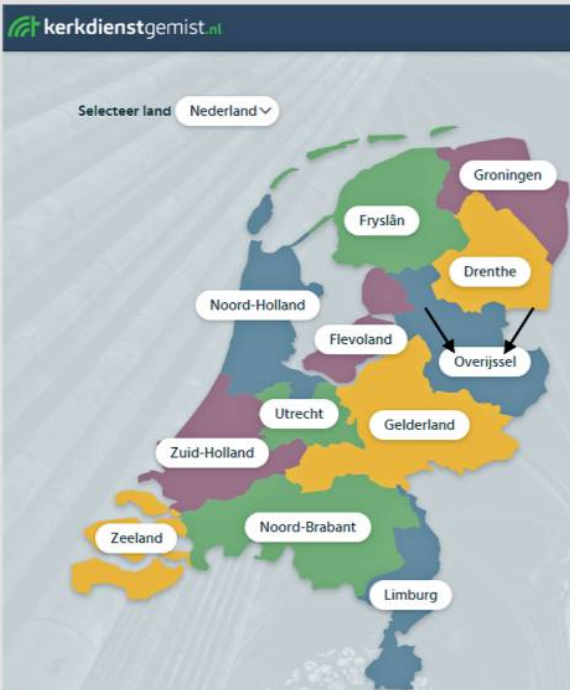 kerkdienstgemist.nl
Selecteer land Nederland
Groningen
Fryslân
Drenthe
Noord-Holland
Flevoland
Overijssel
Utrecht
Gelderland
Zuid-Holland
Noord-Brabant
Zeeland
Limburg